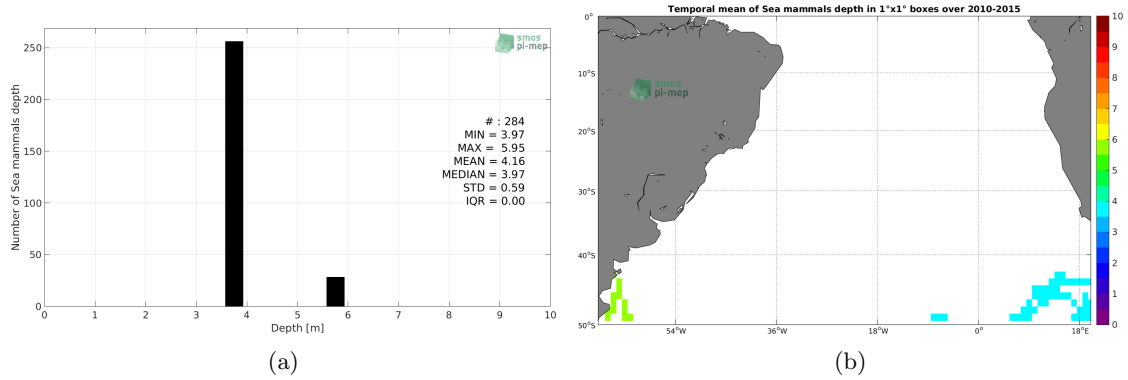 Number of Sea mammals depth
250
200
150
100
50
0
0 1 2 3 4 5 6 7 8 9 10
Depth [m]
smos
pi-mep
# : 284
MIN = 3.97
MAX = 5.95
MEAN = 4.16
MEDIAN = 3.97
STD = 0.59
IQR = 0.00
(a)
Temporal mean of Sea mammals depth in 1°x1° boxes over 2010-2015
0°
10°S
20°S
30°S
40°S
50°S
54°W 36°W 18°W 0° 18°E
smos
pi-mep
10
9
8
7
6
5
4
3
2
1
0
(b)